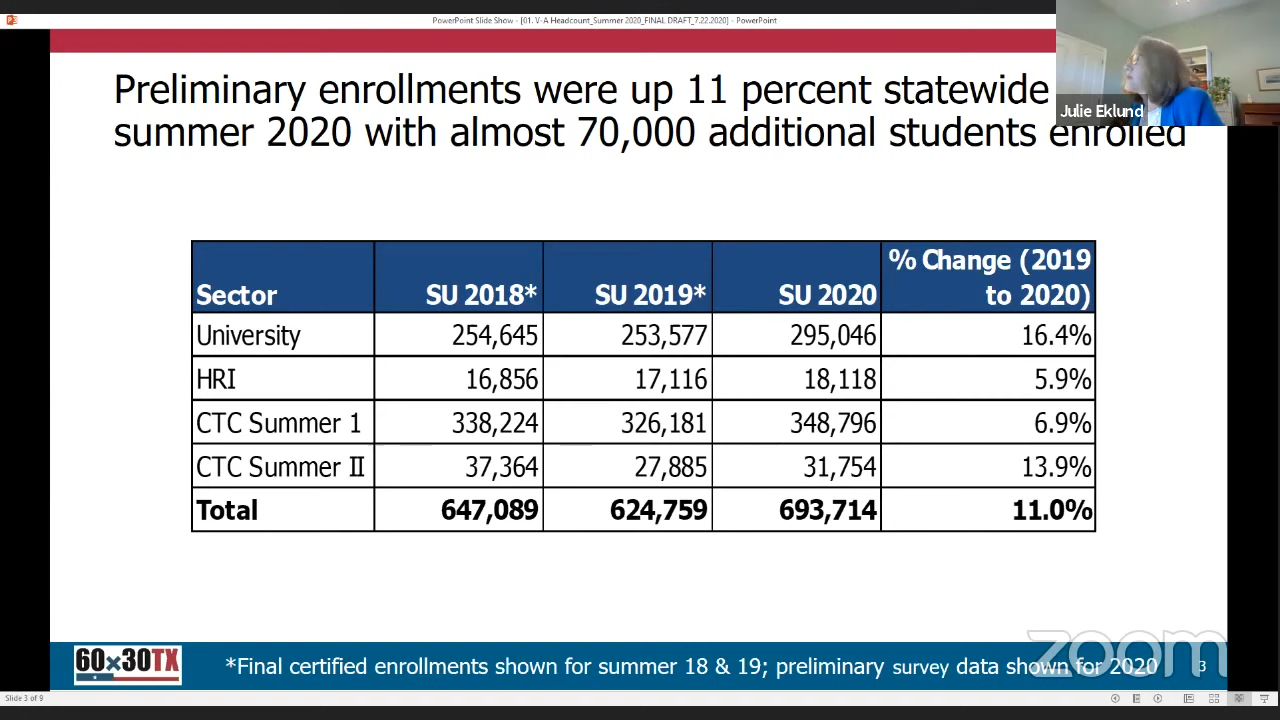 PowerPoint Slide Show - [01. V-A Headcount_Summer 2020_FINAL DRAFT_7.22.2020] - PowerPoint
Julie Eklund
Preliminary enrollments were up 11 percent statewide
summer 2020 with almost 70,000 additional students enrolled
Sector SU 2018* SU 2019* SU 2020 % Change (2019 to 2020)
University 254,645 253,577 295,046 16.4%
HRI 16,856 17,116 18,118 5.9%
CTC Summer 1 338,224 326,181 348,796 6.9%
CTC Summer II 37,364 27,885 31,754 13.9%
Total 647,089 624,759 693,714 11.0%
60x30TX
*Final certified enrollments shown for summer 18 & 19; preliminary survey data shown for 2020
3
zoom
Slide 3 of 9